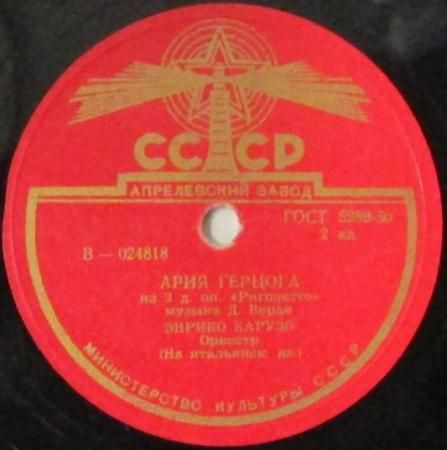 СССР
АПРЕЛЕВСКИЙ ЗАВОД
ГОСТ 5289-50
2 кл.
В — 024818
АРИЯ ГЕРЦОГА
из 3 д. оп. «Риголетто»
музыка Д. Верди
ЭНРИКО КАРУЗО
Оркестр
(На итальянск. яз.)
МИНИСТЕРСТВО КУЛЬТУРЫ СССР